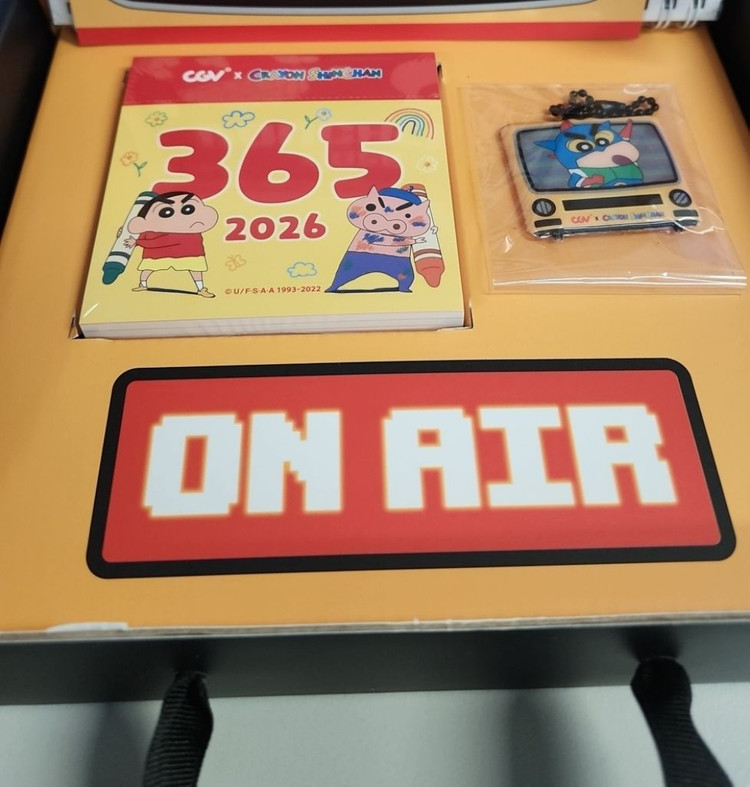 CGV x CRAYON SHINCHAN
365
2026
© U/F·S·A·A 1993-2022
CGV x CRAYON SHINCHAN
ON AIR